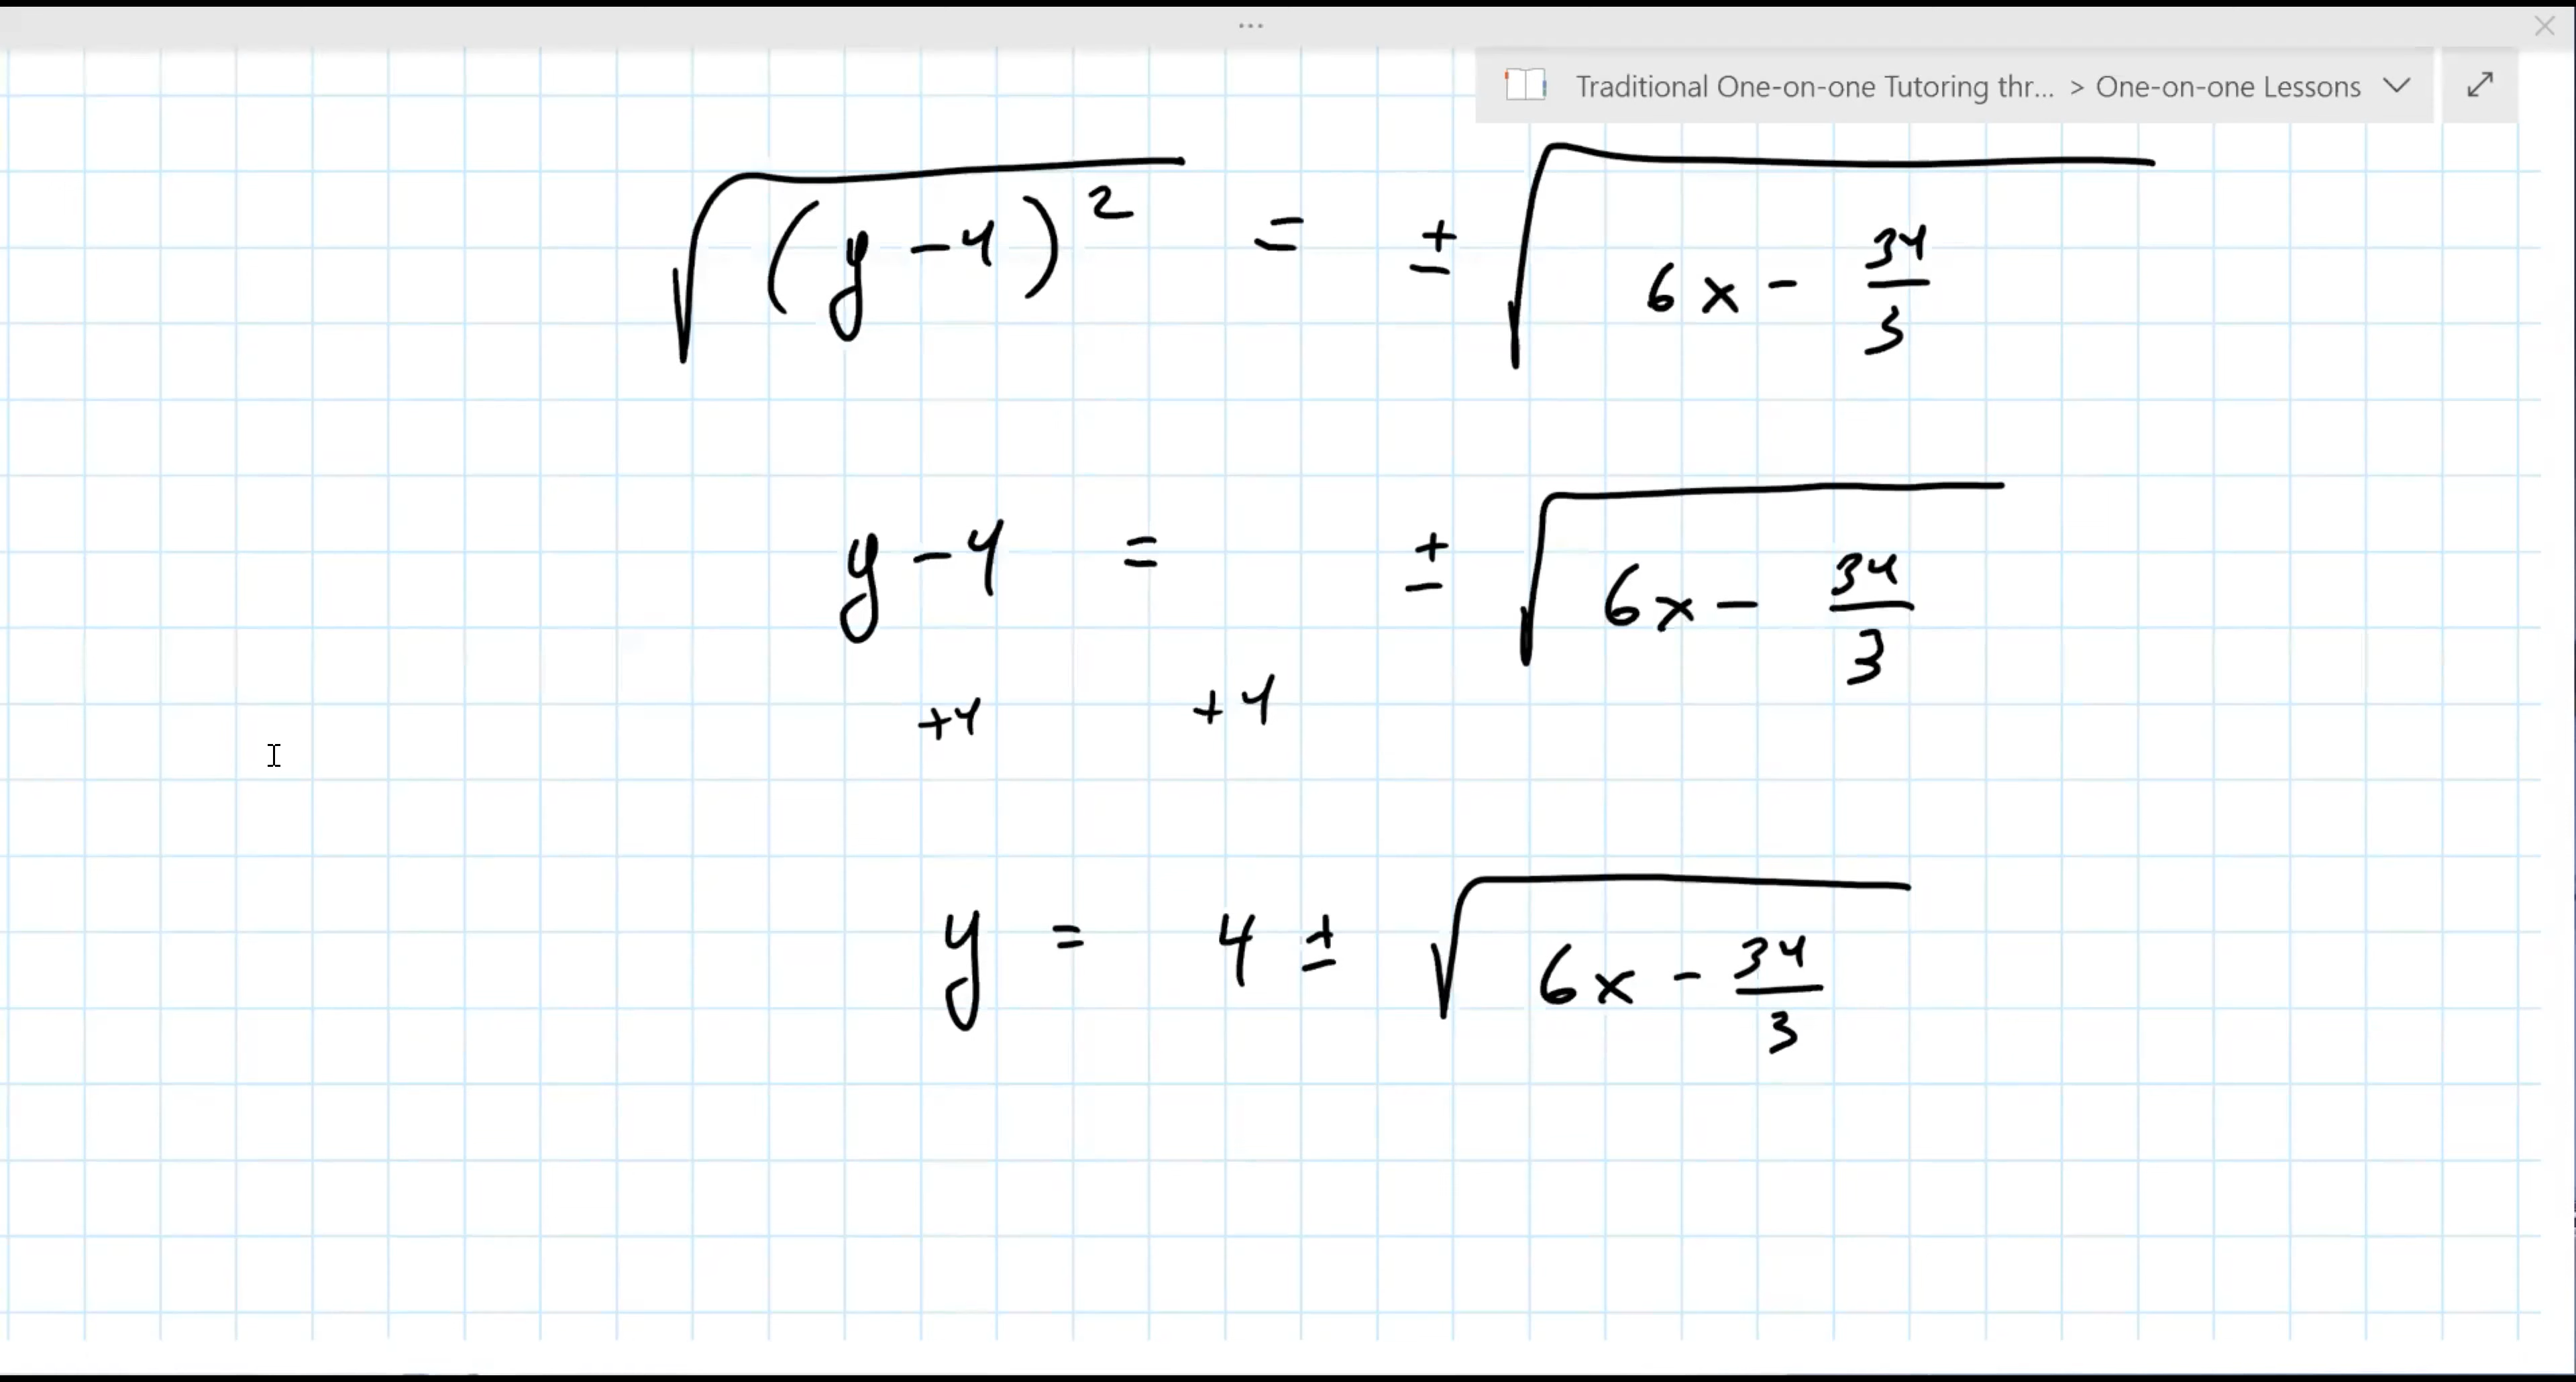 ...
Traditional One-on-one Tutoring thr... > One-on-one Lessons
√(y-4)² = ± √(6x - 34/3)
y-4 = ± √(6x - 34/3)
+4 +4
y = 4 ± √(6x - 34/3)